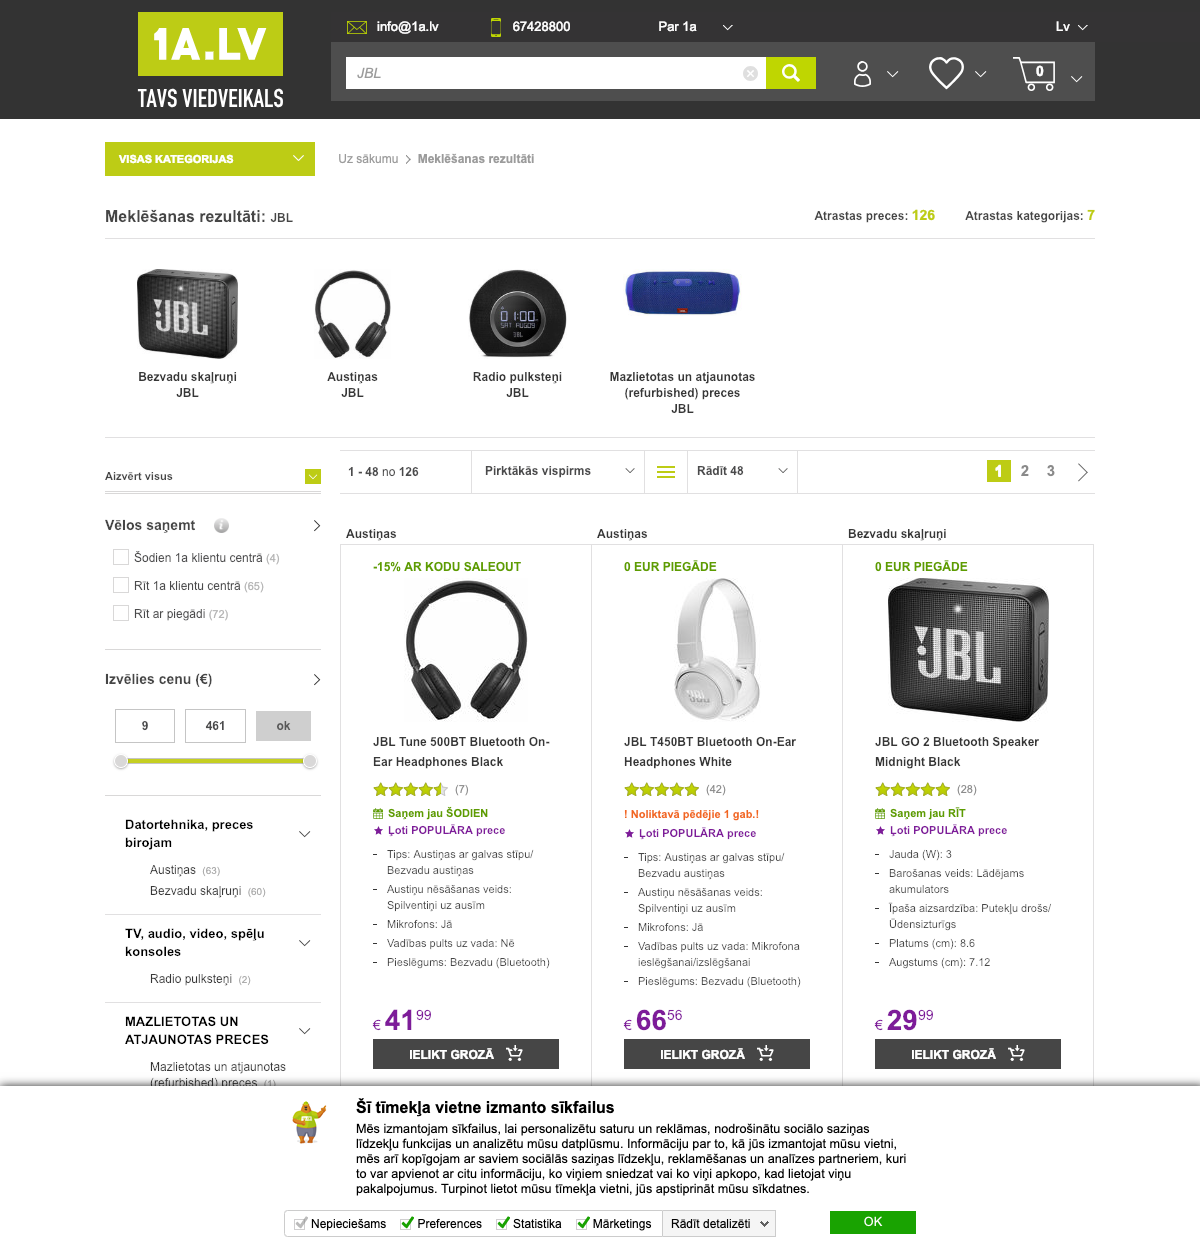 1A.LV
TAVS VIEDVEIKALS
info@1a.lv
67428800
Par 1a
Lv
JBL
0
VISAS KATEGORIJAS
Uz sākumu
Meklēšanas rezultāti
Meklēšanas rezultāti: JBL
Atrastas preces: 126
Atrastas kategorijas: 7
Bezvadu skaļruņi
JBL
Austiņas
JBL
Radio pulksteņi
JBL
Mazlietotas un atjaunotas
(refurbished) preces
JBL
Aizvērt visus
1 - 48 no 126
Pirktākās vispirms
Rādīt 48
1 2 3
Vēlos saņemt
Šodien 1a klientu centrā (4)
Rīt 1a klientu centrā (65)
Rīt ar piegādi (72)
Izvēlies cenu (€)
9
461
ok
Datortehnika, preces
birojam
Austiņas (63)
Bezvadu skaļruņi (60)
TV, audio, video, spēļu
konsoles
Radio pulksteņi (2)
MAZLIETOTAS UN
ATJAUNOTAS PRECES
Mazlietotas un atjaunotas
(refurbished) preces (1)
Austiņas
-15% AR KODU SALEOUT
JBL Tune 500BT Bluetooth On-
Ear Headphones Black
(7)
Saņem jau ŠODIEN
Ļoti POPULĀRA prece
- Tips: Austiņas ar galvas stīpu/
Bezvadu austiņas
- Austiņu nēsāšanas veids:
Spilventiņi uz ausīm
- Mikrofons: Jā
- Vadības pults uz vada: Nē
- Pieslēgums: Bezvadu (Bluetooth)
€ 41 99
IELIKT GROZĀ
Austiņas
0 EUR PIEGĀDE
JBL T450BT Bluetooth On-Ear
Headphones White
(42)
! Noliktavā pēdējie 1 gab.!
Ļoti POPULĀRA prece
- Tips: Austiņas ar galvas stīpu/
Bezvadu austiņas
- Austiņu nēsāšanas veids:
Spilventiņi uz ausīm
- Mikrofons: Jā
- Vadības pults uz vada: Mikrofona
ieslēgšanai/izslēgšanai
- Pieslēgums: Bezvadu (Bluetooth)
€ 66 56
IELIKT GROZĀ
Bezvadu skaļruņi
0 EUR PIEGĀDE
JBL
JBL GO 2 Bluetooth Speaker
Midnight Black
(28)
Saņem jau RĪT
Ļoti POPULĀRA prece
- Jauda (W): 3
- Barošanas veids: Lādējams
akumulators
- Īpaša aizsardzība: Putekļu drošs/
Ūdensizturīgs
- Platums (cm): 8.6
- Augstums (cm): 7.12
€ 29 99
IELIKT GROZĀ
Šī tīmekļa vietne izmanto sīkfailus
Mēs izmantojam sīkfailus, lai personalizētu saturu un reklāmas, nodrošinātu sociālo saziņas
līdzekļu funkcijas un analizētu mūsu datplūsmu. Informāciju par to, kā jūs izmantojat mūsu vietni,
mēs arī kopīgojam ar saviem sociālās saziņas līdzekļu, reklamēšanas un analīzes partneriem, kuri
to var apvienot ar citu informāciju, ko viņiem sniedzat vai ko viņi apkopo, kad lietojat viņu
pakalpojumus. Turpinot lietot mūsu tīmekļa vietni, jūs apstiprināt mūsu sīkdatnes.
Nepieciešams
Preferences
Statistika
Mārketings
Rādīt detalizēti
OK